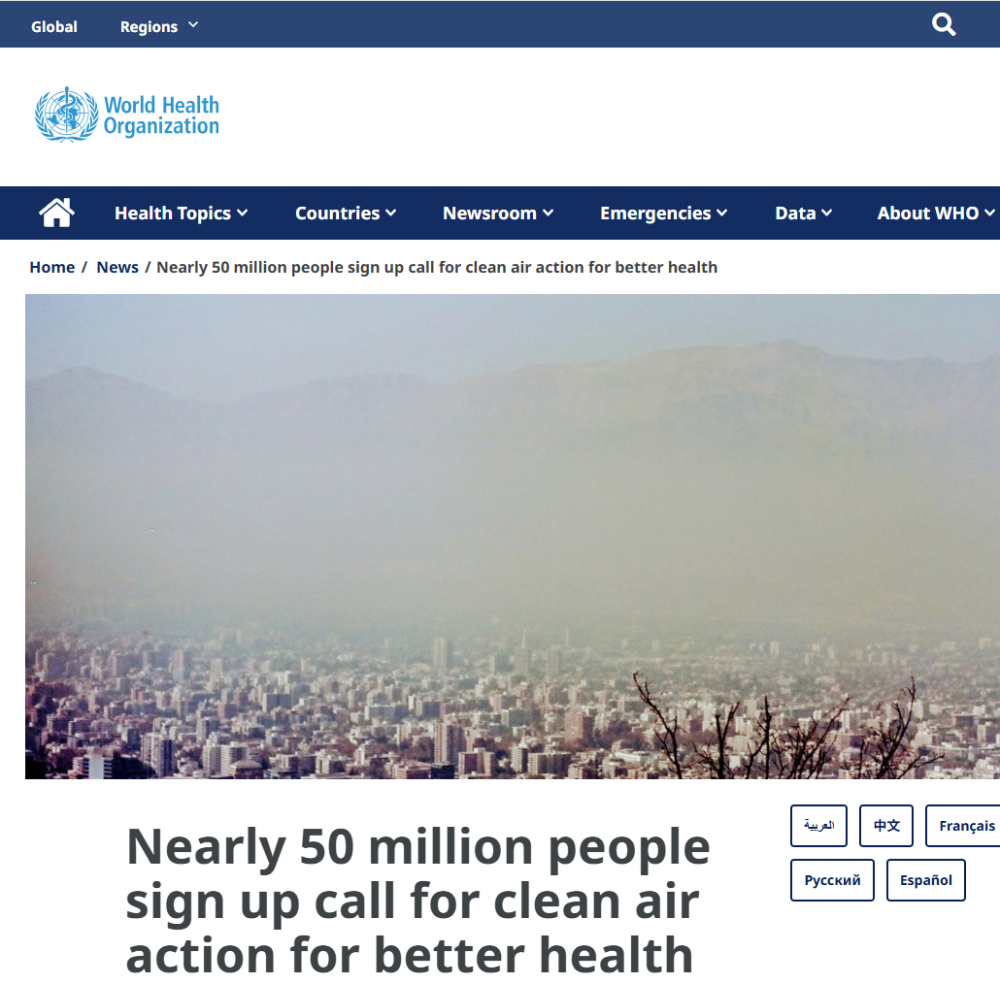 Global Regions
World Health
Organization
Health Topics Countries Newsroom Emergencies Data About WHO
Home / News / Nearly 50 million people sign up call for clean air action for better health
العربية 中文 Français
Русский Español
Nearly 50 million people
sign up call for clean air
action for better health